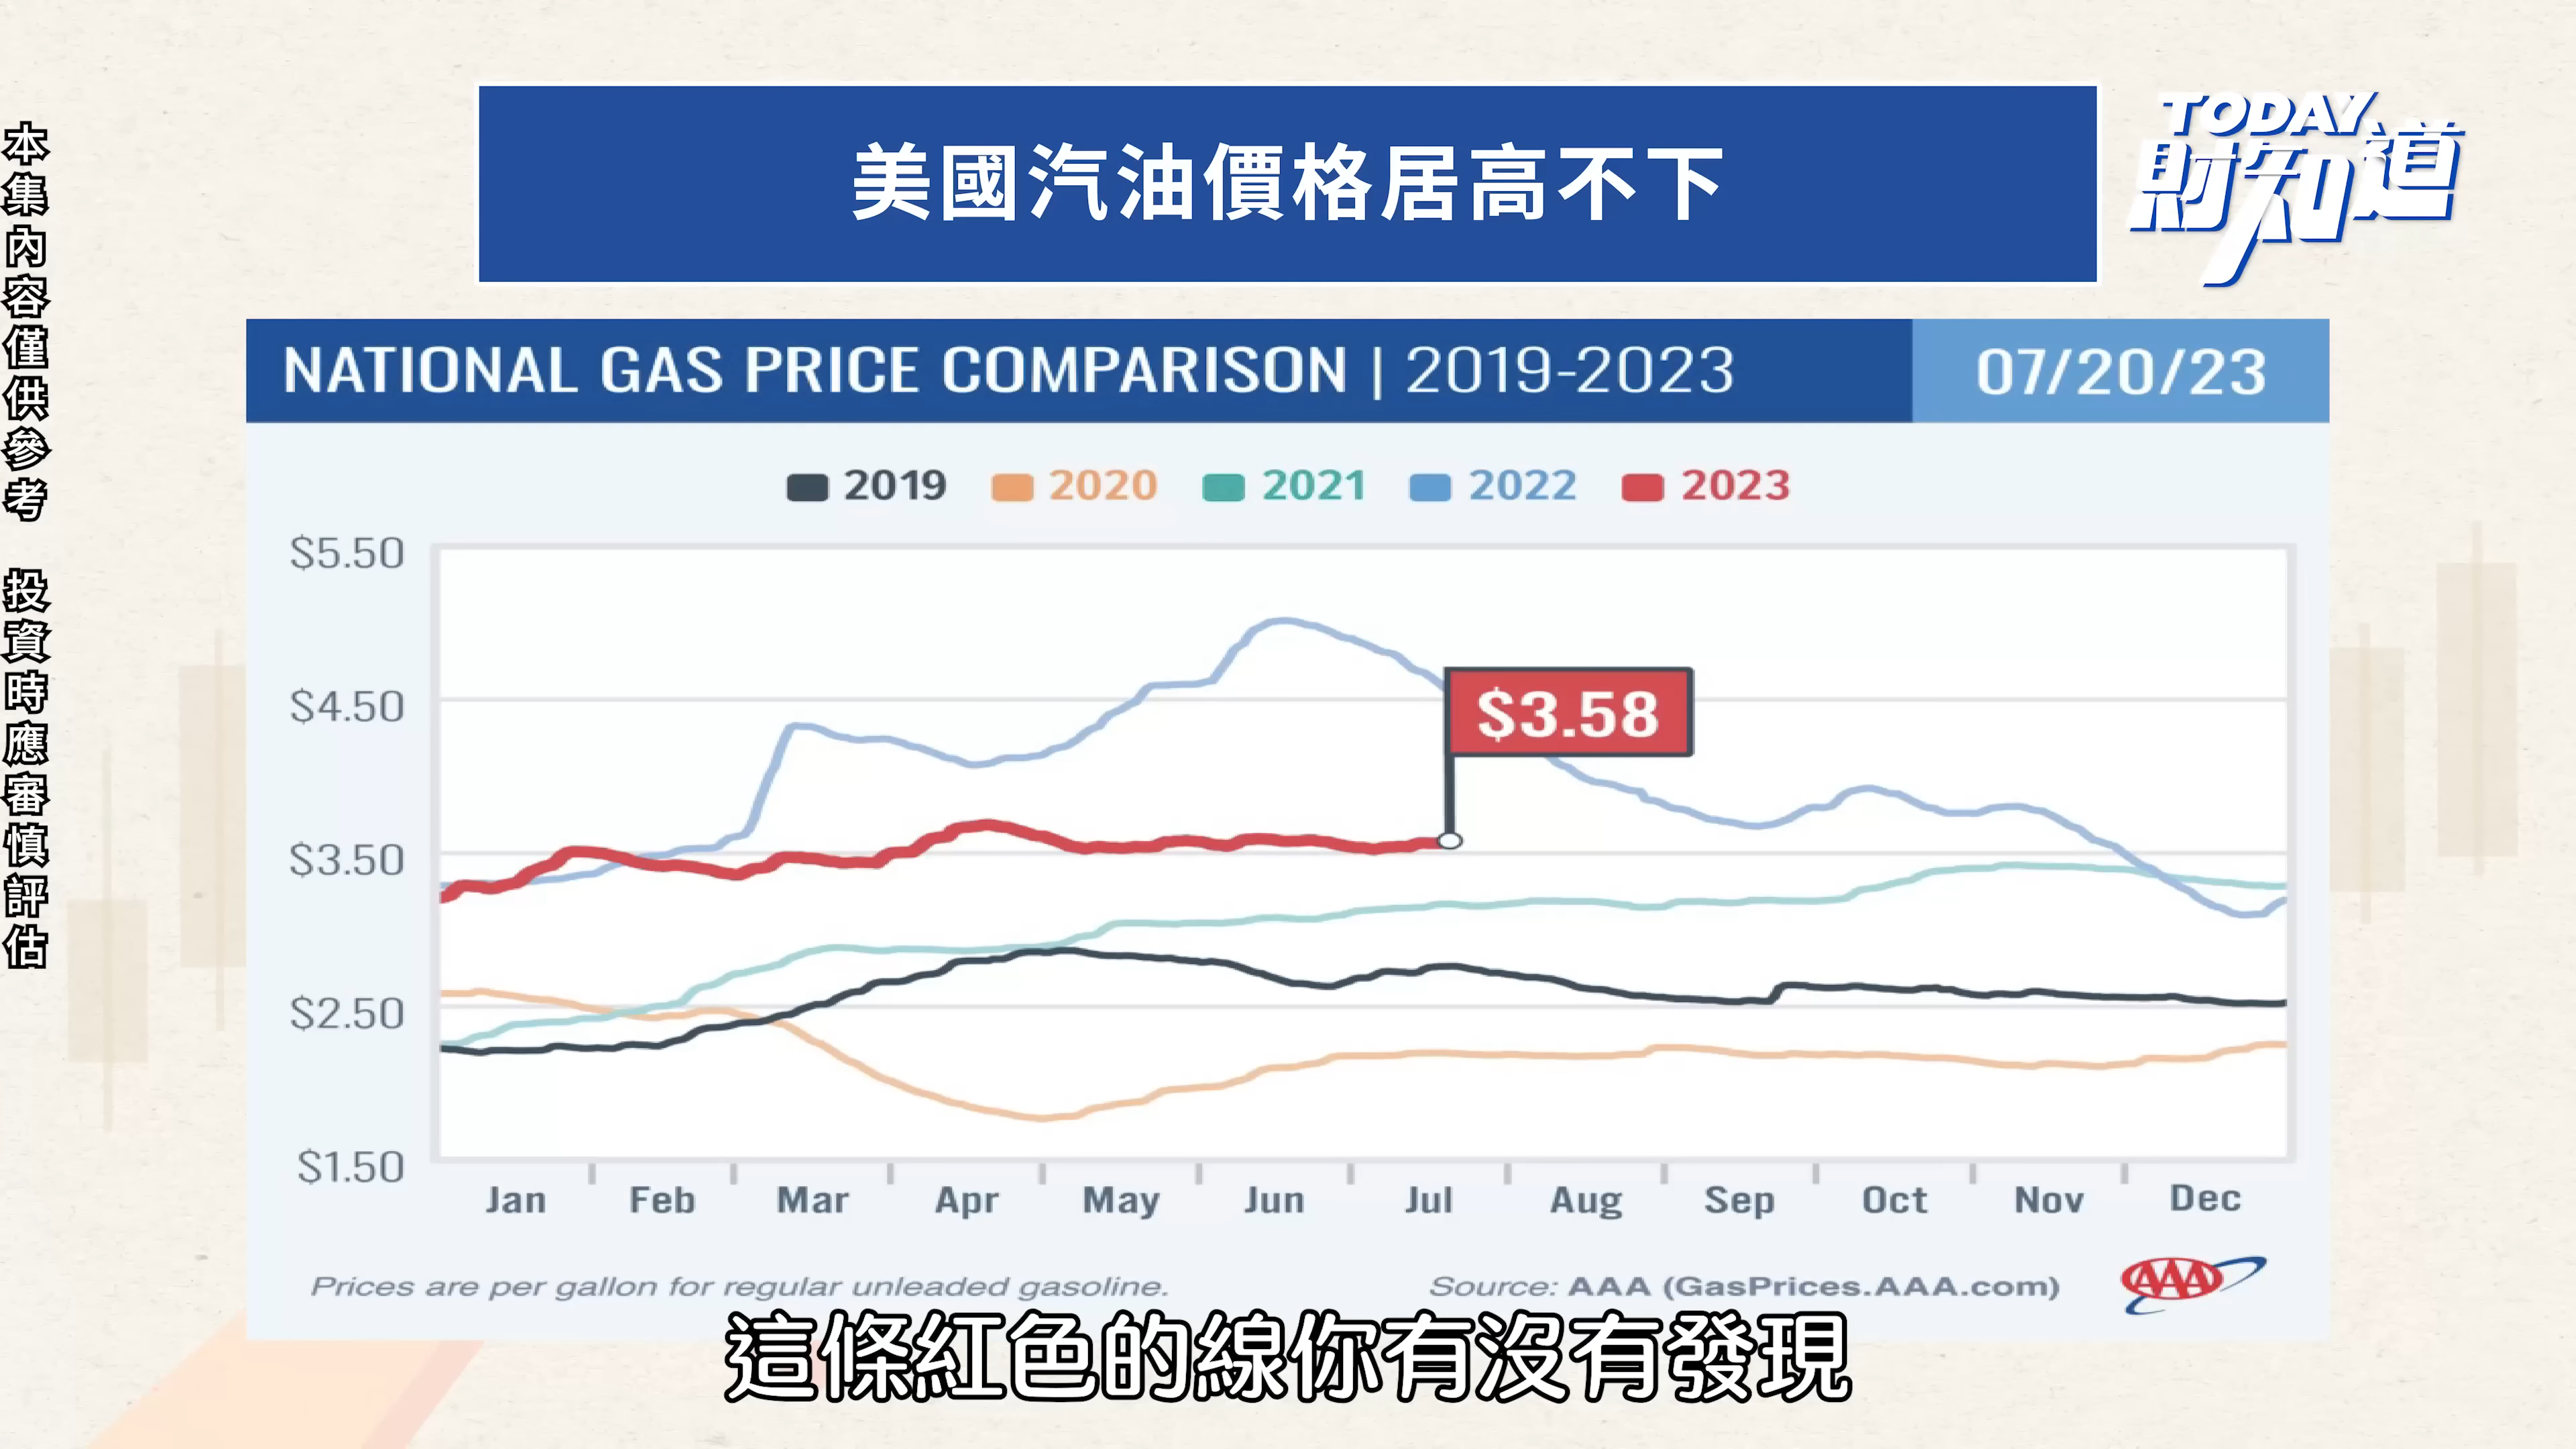 美國汽油價格居高不下
TODAY
財知道
本集內容僅供參考 投資時應審慎評估
NATIONAL GAS PRICE COMPARISON | 2019-2023
07/20/23
2019 2020 2021 2022 2023
$5.50
$4.50
$3.50
$2.50
$1.50
$3.58
Jan Feb Mar Apr May Jun Jul Aug Sep Oct Nov Dec
Prices are per gallon for regular unleaded gasoline.
Source: AAA (GasPrices.AAA.com)
AAA
這條紅色的線你有沒有發現